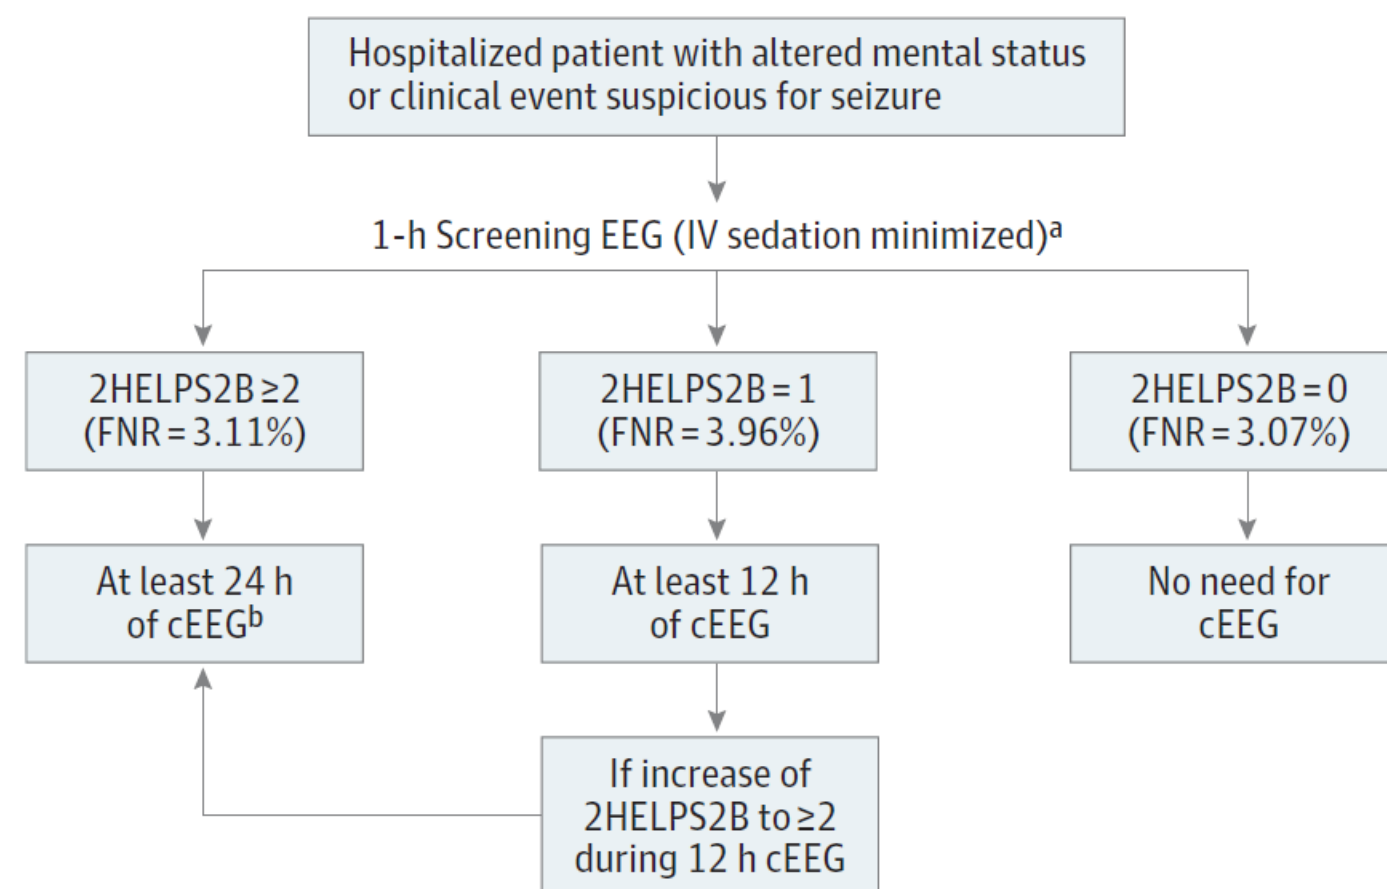 Hospitalized patient with altered mental status
or clinical event suspicious for seizure
1-h Screening EEG (IV sedation minimized)ᵃ
2HELPS2B ≥2
(FNR = 3.11%)
2HELPS2B = 1
(FNR = 3.96%)
2HELPS2B = 0
(FNR = 3.07%)
At least 24 h
of cEEGᵇ
At least 12 h
of cEEG
No need for
cEEG
If increase of
2HELPS2B to ≥2
during 12 h cEEG